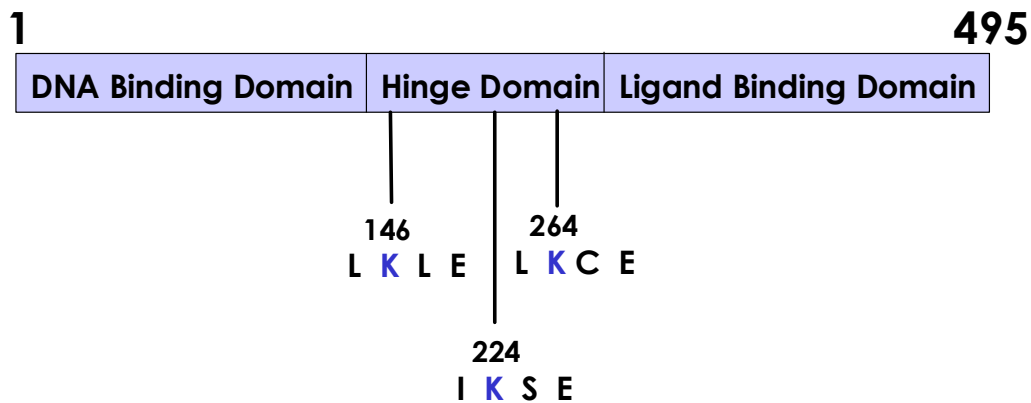 1 495
DNA Binding Domain Hinge Domain Ligand Binding Domain
146 264
L K L E L K C E
224
I K S E